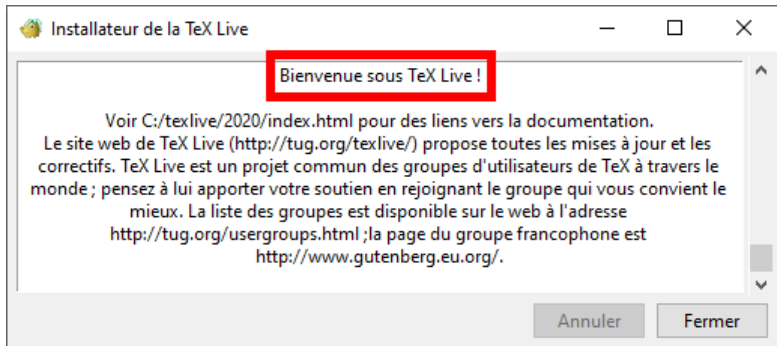 Installateur de la TeX Live
Bienvenue sous TeX Live !
Voir C:/texlive/2020/index.html pour des liens vers la documentation.
Le site web de TeX Live (http://tug.org/texlive/) propose toutes les mises à jour et les
correctifs. TeX Live est un projet commun des groupes d'utilisateurs de TeX à travers le
monde ; pensez à lui apporter votre soutien en rejoignant le groupe qui vous convient le
mieux. La liste des groupes est disponible sur le web à l'adresse
http://tug.org/usergroups.html ;la page du groupe francophone est
http://www.gutenberg.eu.org/.
Annuler
Fermer